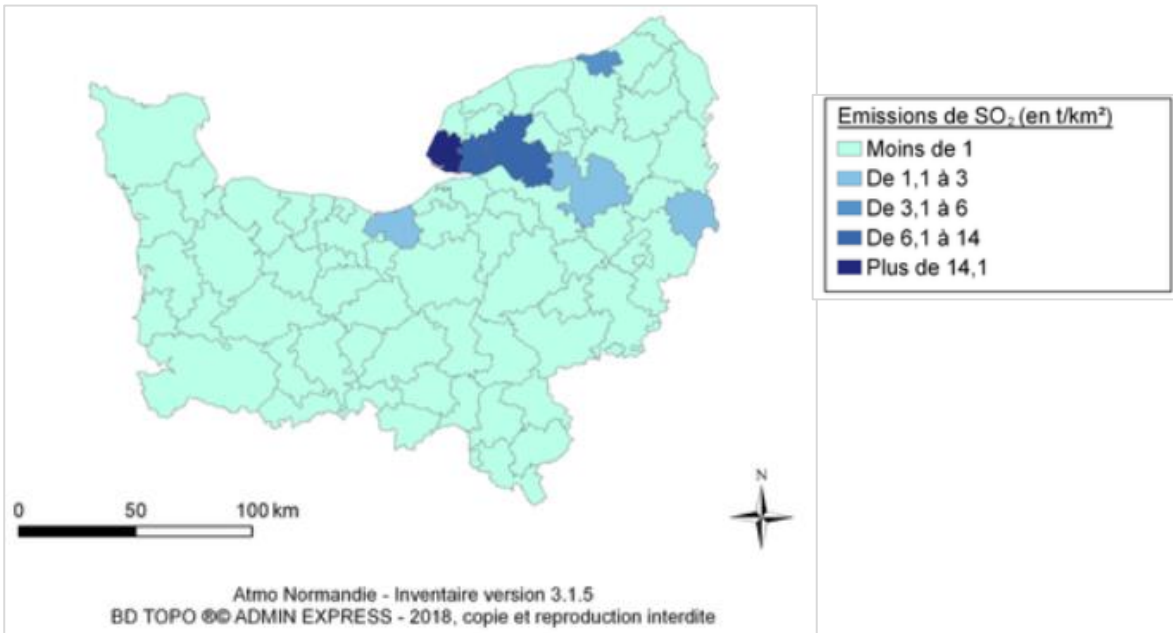 Emissions de SO₂ (en t/km²)
Moins de 1
De 1,1 à 3
De 3,1 à 6
De 6,1 à 14
Plus de 14,1
N
0 50 100 km
Atmo Normandie - Inventaire version 3.1.5
BD TOPO ®© ADMIN EXPRESS - 2018, copie et reproduction interdite